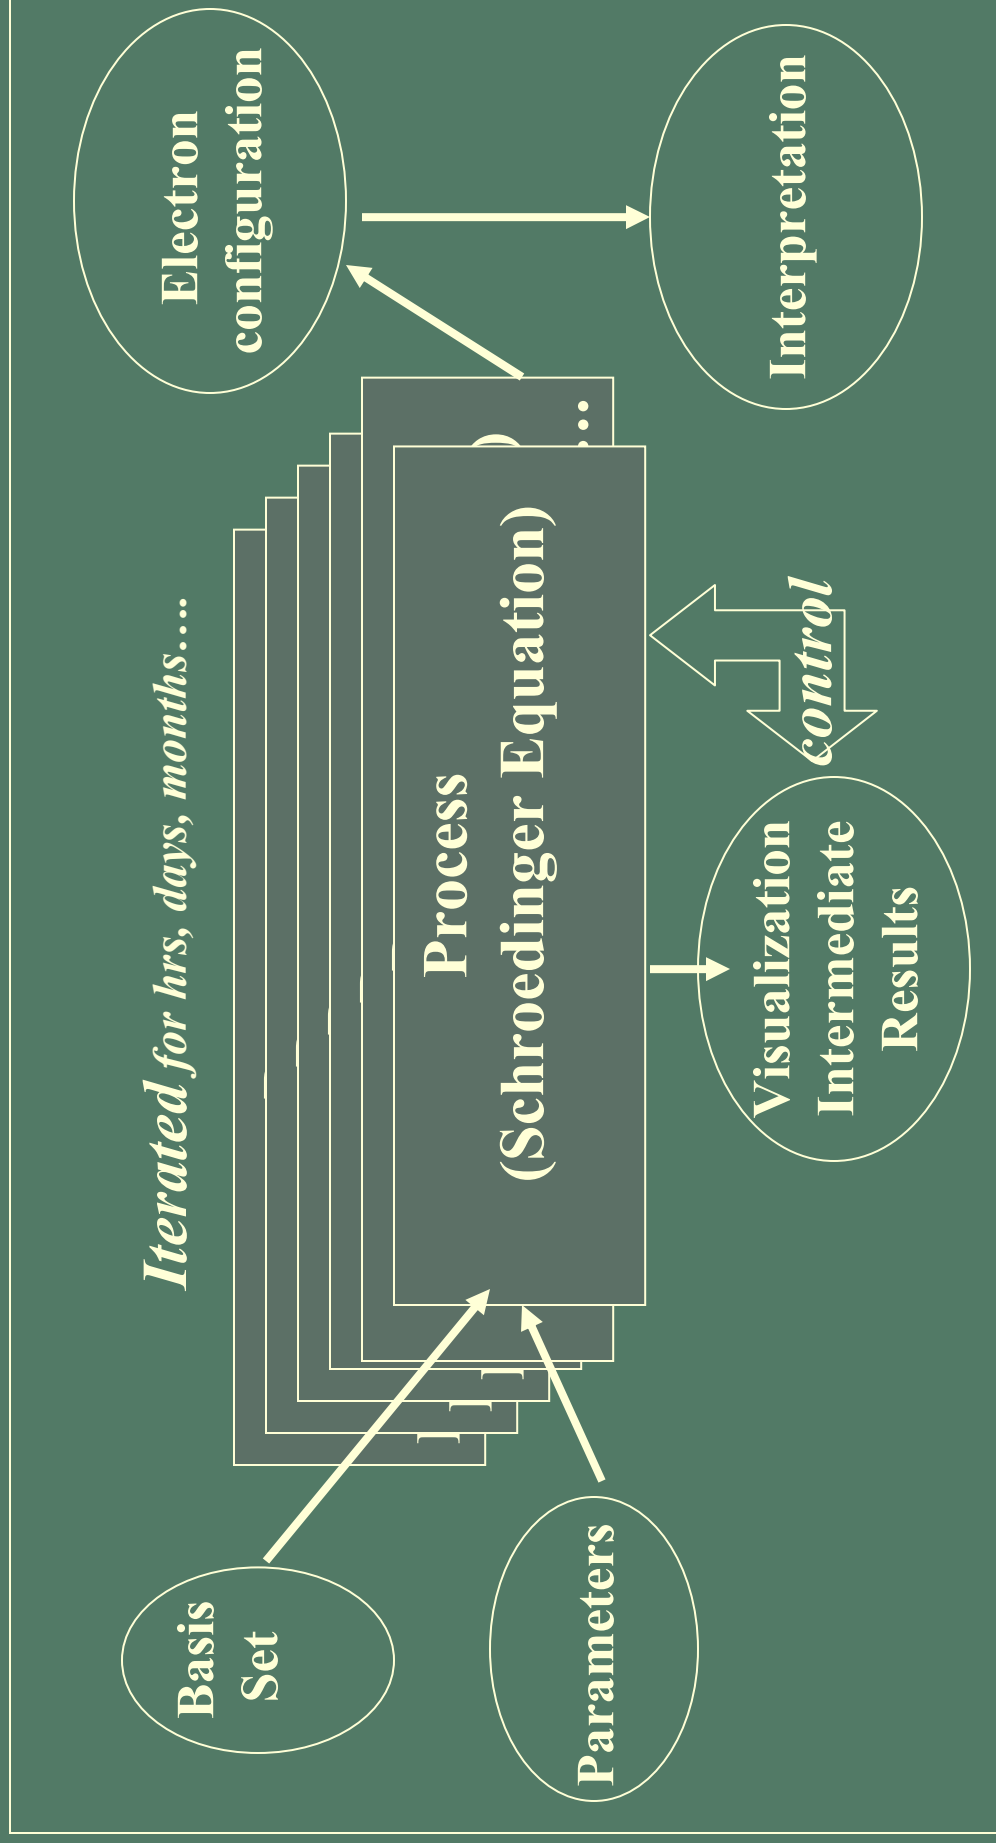 Iterated for hrs, days, months….
Electron
configuration
Basis
Set
Process
(Schroedinger Equation)
Parameters
Interpretation
control
Visualization
Intermediate
Results